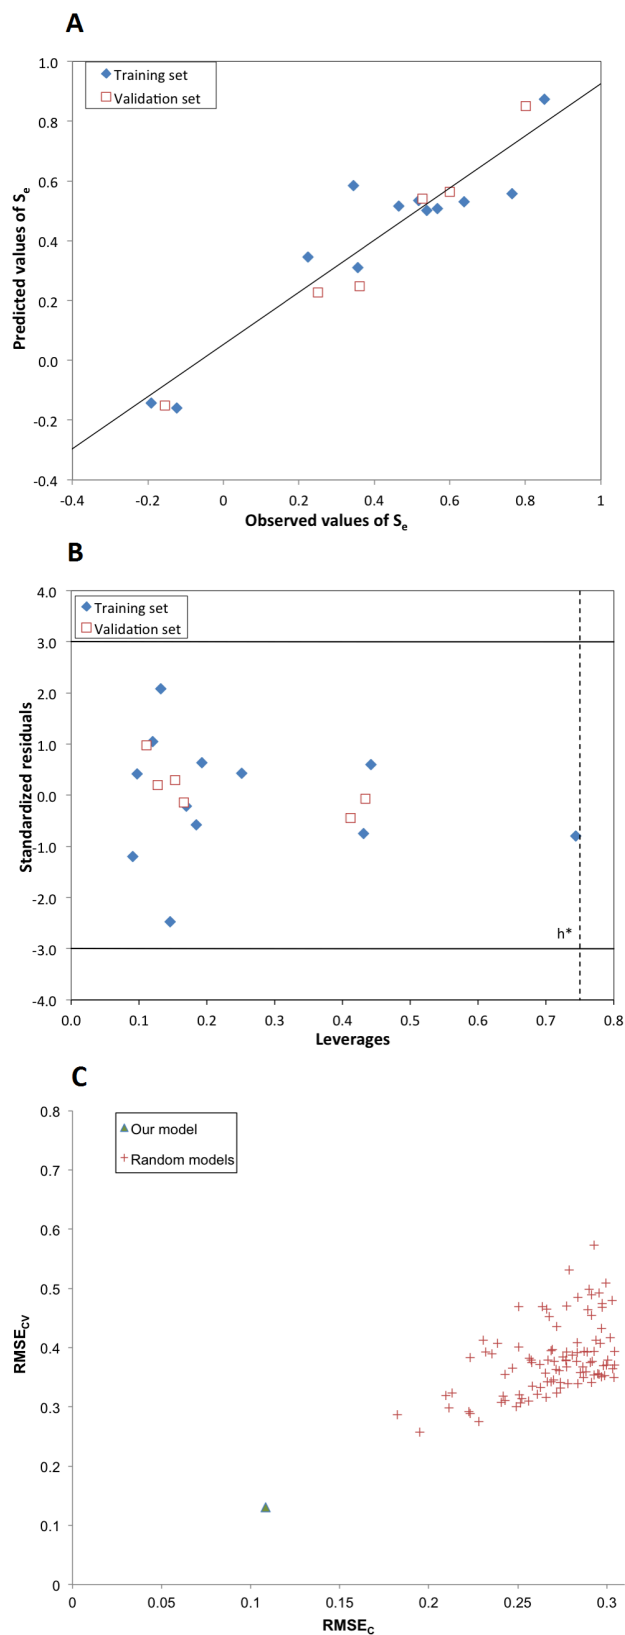 A
1.0
Training set
Validation set
0.8
0.6
0.4
0.2
0.0
-0.2
-0.4
Predicted values of Se
-0.4 -0.2 0 0.2 0.4 0.6 0.8 1
Observed values of Se
B
4.0
Training set
Validation set
3.0
2.0
1.0
0.0
-1.0
-2.0
-3.0
-4.0
Standardized residuals
h*
0.0 0.1 0.2 0.3 0.4 0.5 0.6 0.7 0.8
Leverages
C
0.8
Our model
Random models
0.7
0.6
0.5
0.4
0.3
0.2
0.1
0
RMSECV
0 0.05 0.1 0.15 0.2 0.25 0.3
RMSEC